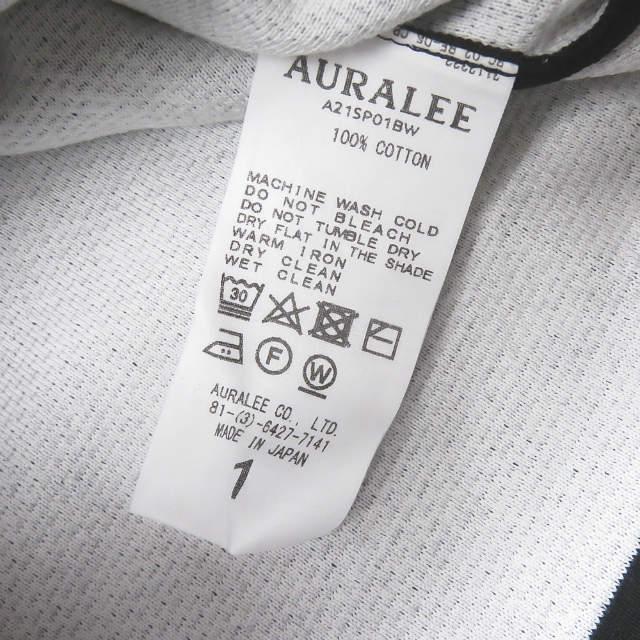 AURALEE
A21SP01BW
100% COTTON
MACHINE WASH COLD
DO NOT BLEACH
DO NOT TUMBLE DRY
DRY FLAT IN THE SHADE
WARM IRON
DRY CLEAN
WET CLEAN
30
F W
AURALEE CO., LTD.
81-(3)-6427-7141
MADE IN JAPAN
1